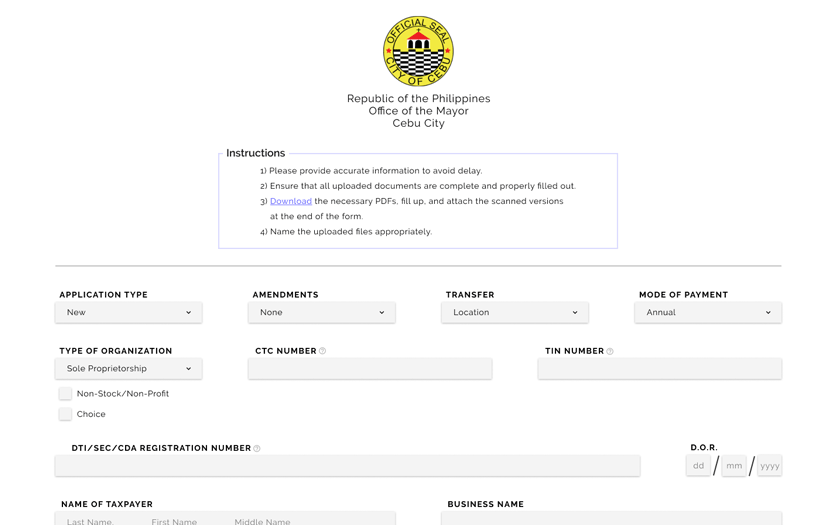 OFFICIAL SEAL
CITY OF CEBU
Republic of the Philippines
Office of the Mayor
Cebu City
Instructions
1) Please provide accurate information to avoid delay.
2) Ensure that all uploaded documents are complete and properly filled out.
3) Download the necessary PDFs, fill up, and attach the scanned versions
at the end of the form.
4) Name the uploaded files appropriately.
APPLICATION TYPE AMENDMENTS TRANSFER MODE OF PAYMENT
New None Location Annual
TYPE OF ORGANIZATION CTC NUMBER ? TIN NUMBER ?
Sole Proprietorship
Non-Stock/Non-Profit
Choice
DTI/SEC/CDA REGISTRATION NUMBER ? D.O.R.
dd / mm / yyyy
NAME OF TAXPAYER BUSINESS NAME
Last Name, First Name Middle Name